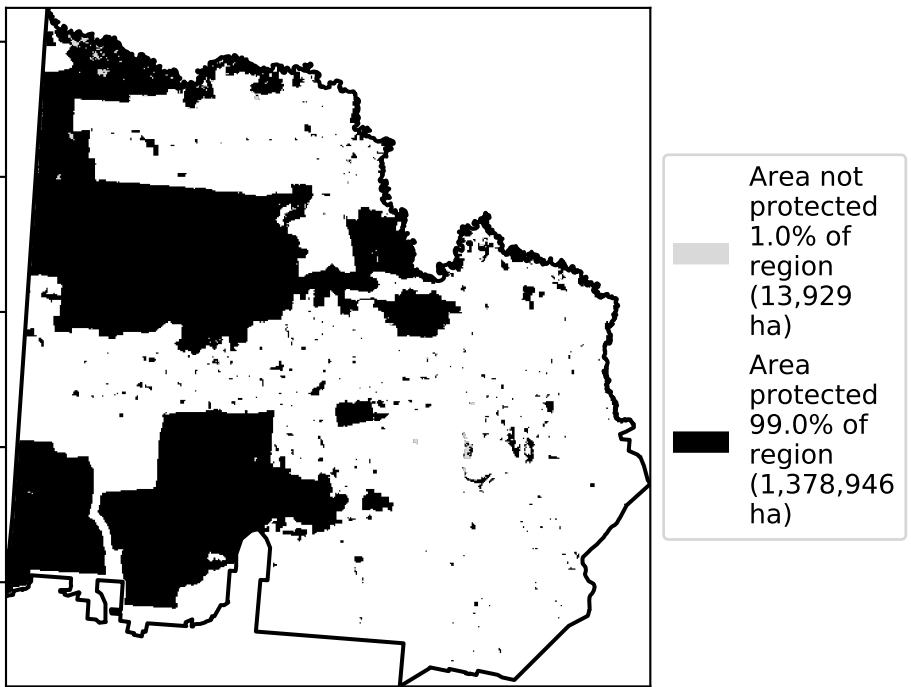 Area not
protected
1.0% of
region
(13,929
ha)
Area
protected
99.0% of
region
(1,378,946
ha)